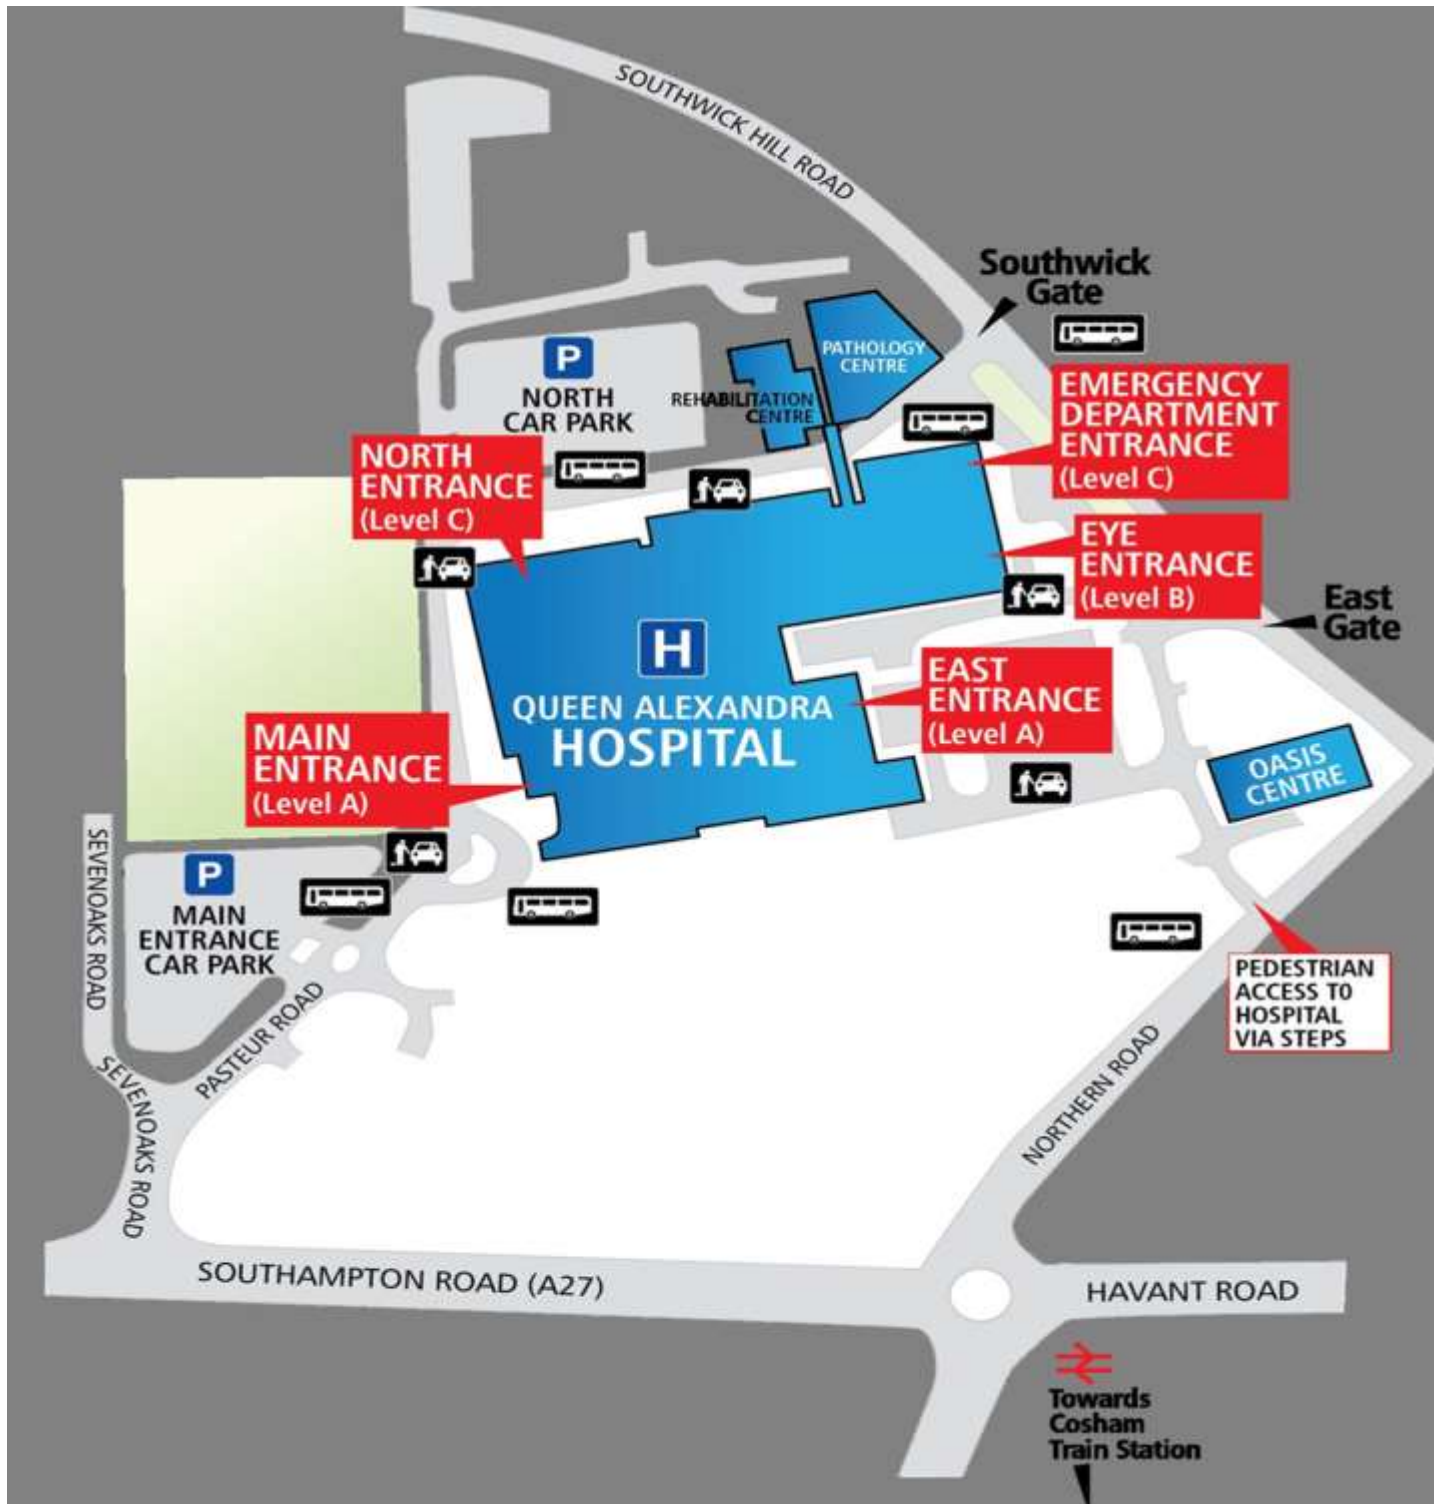 SOUTHWICK HILL ROAD
Southwick
Gate
P
NORTH
CAR PARK
PATHOLOGY
CENTRE
REHABILITATION
CENTRE
EMERGENCY
DEPARTMENT
ENTRANCE
(Level C)
NORTH
ENTRANCE
(Level C)
EYE
ENTRANCE
(Level B)
East
Gate
H
QUEEN ALEXANDRA
HOSPITAL
EAST
ENTRANCE
(Level A)
MAIN
ENTRANCE
(Level A)
OASIS
CENTRE
SEVENOAKS ROAD
P
MAIN
ENTRANCE
CAR PARK
PEDESTRIAN
ACCESS T0
HOSPITAL
VIA STEPS
PASTEUR ROAD
SEVENOAKS ROAD
NORTHERN ROAD
SOUTHAMPTON ROAD (A27)
HAVANT ROAD
Towards
Cosham
Train Station